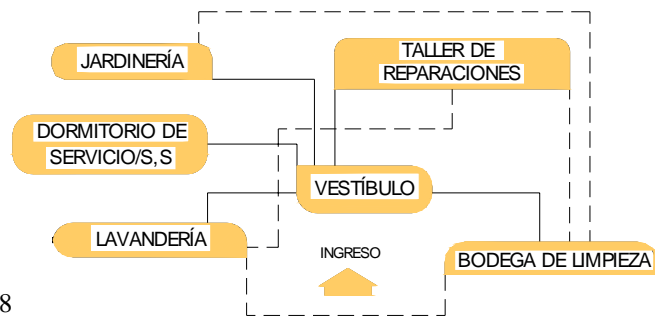 JARDINERÍA
TALLER DE
REPARACIONES
DORMITORIO DE
SERVICIO/S, S
VESTÍBULO
LAVANDERÍA
INGRESO
BODEGA DE LIMPIEZA
8